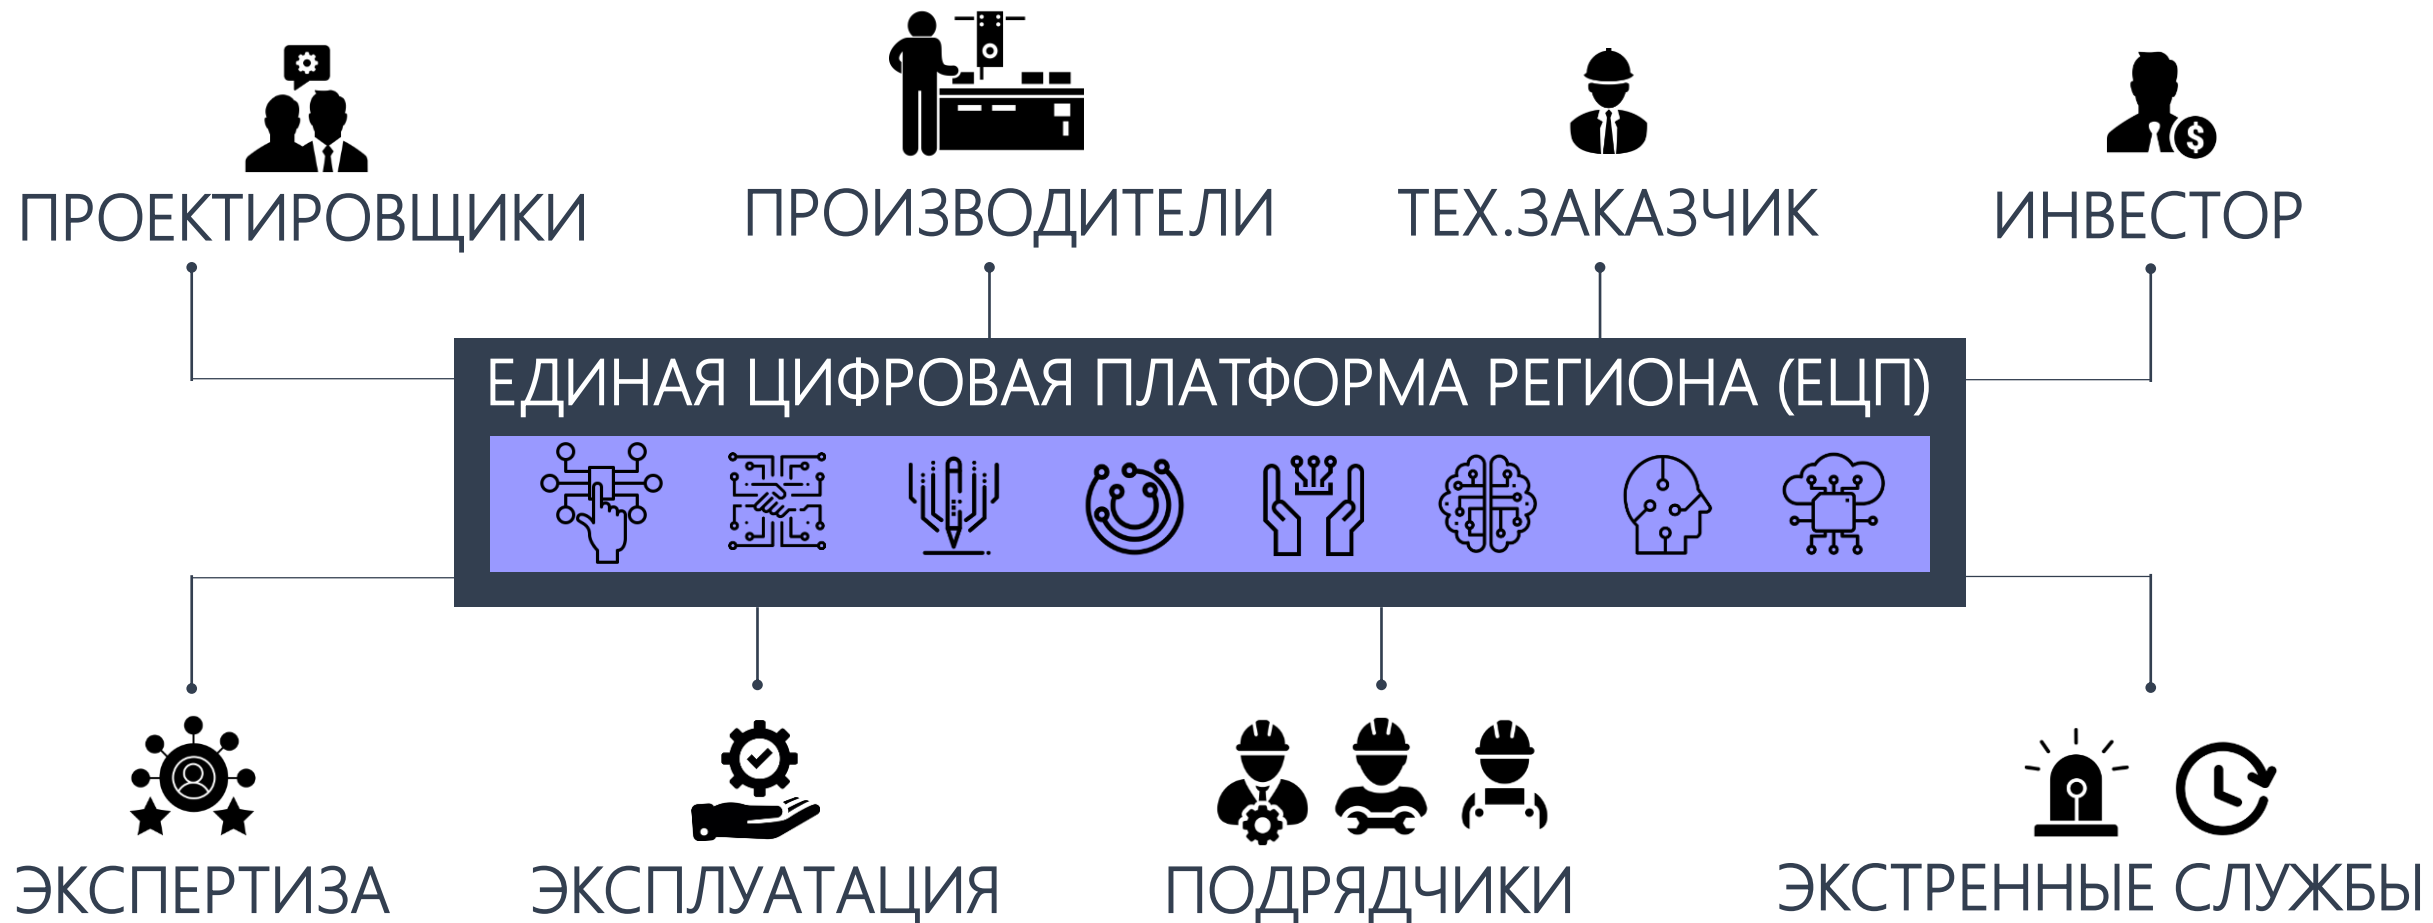 ПРОЕКТИРОВЩИКИ
ПРОИЗВОДИТЕЛИ
ТЕХ.ЗАКАЗЧИК
ИНВЕСТОР
ЕДИНАЯ ЦИФРОВАЯ ПЛАТФОРМА РЕГИОНА (ЕЦП)
ЭКСПЕРТИЗА
ЭКСПЛУАТАЦИЯ
ПОДРЯДЧИКИ
ЭКСТРЕННЫЕ СЛУЖБЫ